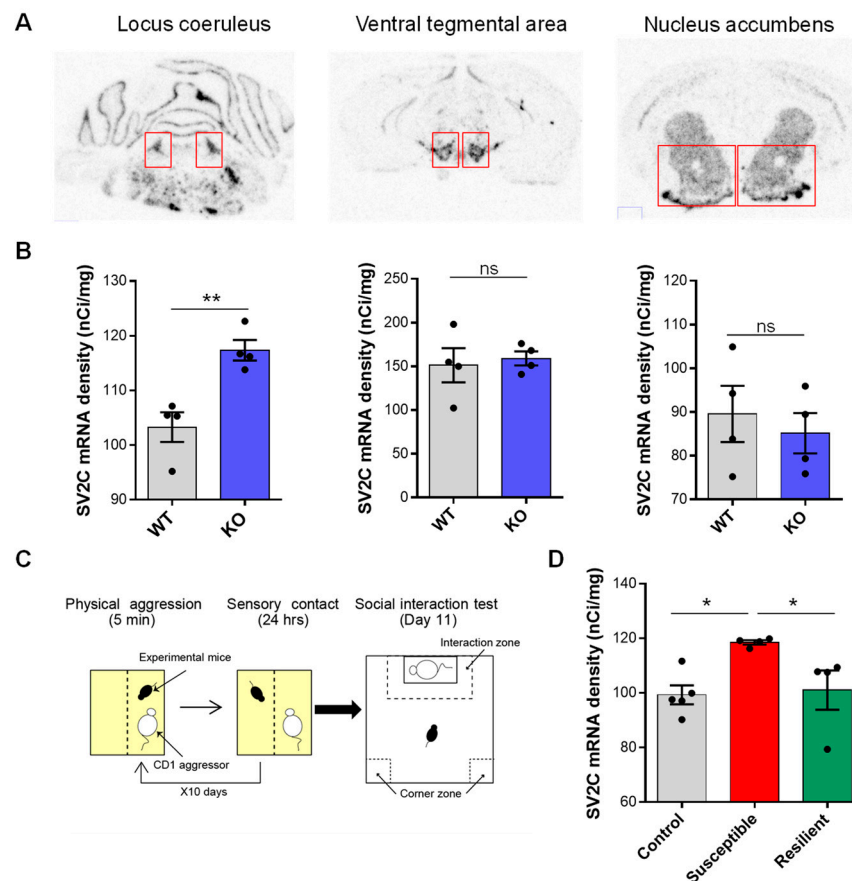 A
Locus coeruleus
Ventral tegmental area
Nucleus accumbens
B
SV2C mRNA density (nCi/mg)
130
120
110
100
90
**
WT
KO
SV2C mRNA density (nCi/mg)
250
200
150
100
50
0
ns
WT
KO
SV2C mRNA density (nCi/mg)
120
110
100
90
80
70
ns
WT
KO
C
Physical aggression
(5 min)
Sensory contact
(24 hrs)
Social interaction test
(Day 11)
Interaction zone
Experimental mice
CD1 aggressor
X10 days
Corner zone
D
SV2C mRNA density (nCi/mg)
140
120
100
80
60
*
*
Control
Susceptible
Resilient